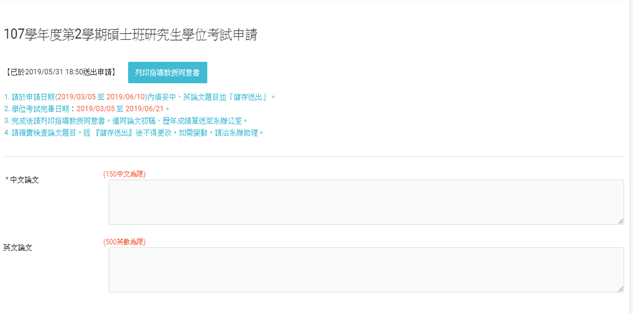 107學年度第2學期碩士班研究生學位考試申請
【已於2019/05/31 18:50送出申請】 列印指導教授同意書
1. 請於申請日期(2019/03/05 至 2019/06/10)內填妥中、英論文題目並「儲存送出」。
2. 學位考試完畢日期：2019/03/05 至 2019/06/21。
3. 完成後請列印指導教授同意書，連同論文初稿、歷年成績單送至系辦公室。
4. 請確實檢查論文題目，經 『儲存送出』後不得更改，如需變動，請洽系辦助理。
(150中文為限)
* 中文論文
(500英數為限)
英文論文